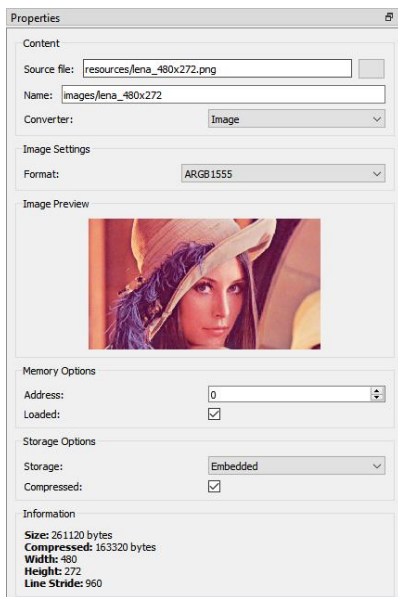 Properties
Content
Source file: resources/lena_480x272.png
Name: images/lena_480x272
Converter: Image
Image Settings
Format: ARGB1555
Image Preview
Memory Options
Address: 0
Loaded:
Storage Options
Storage: Embedded
Compressed:
Information
Size: 261120 bytes
Compressed: 163320 bytes
Width: 480
Height: 272
Line Stride: 960